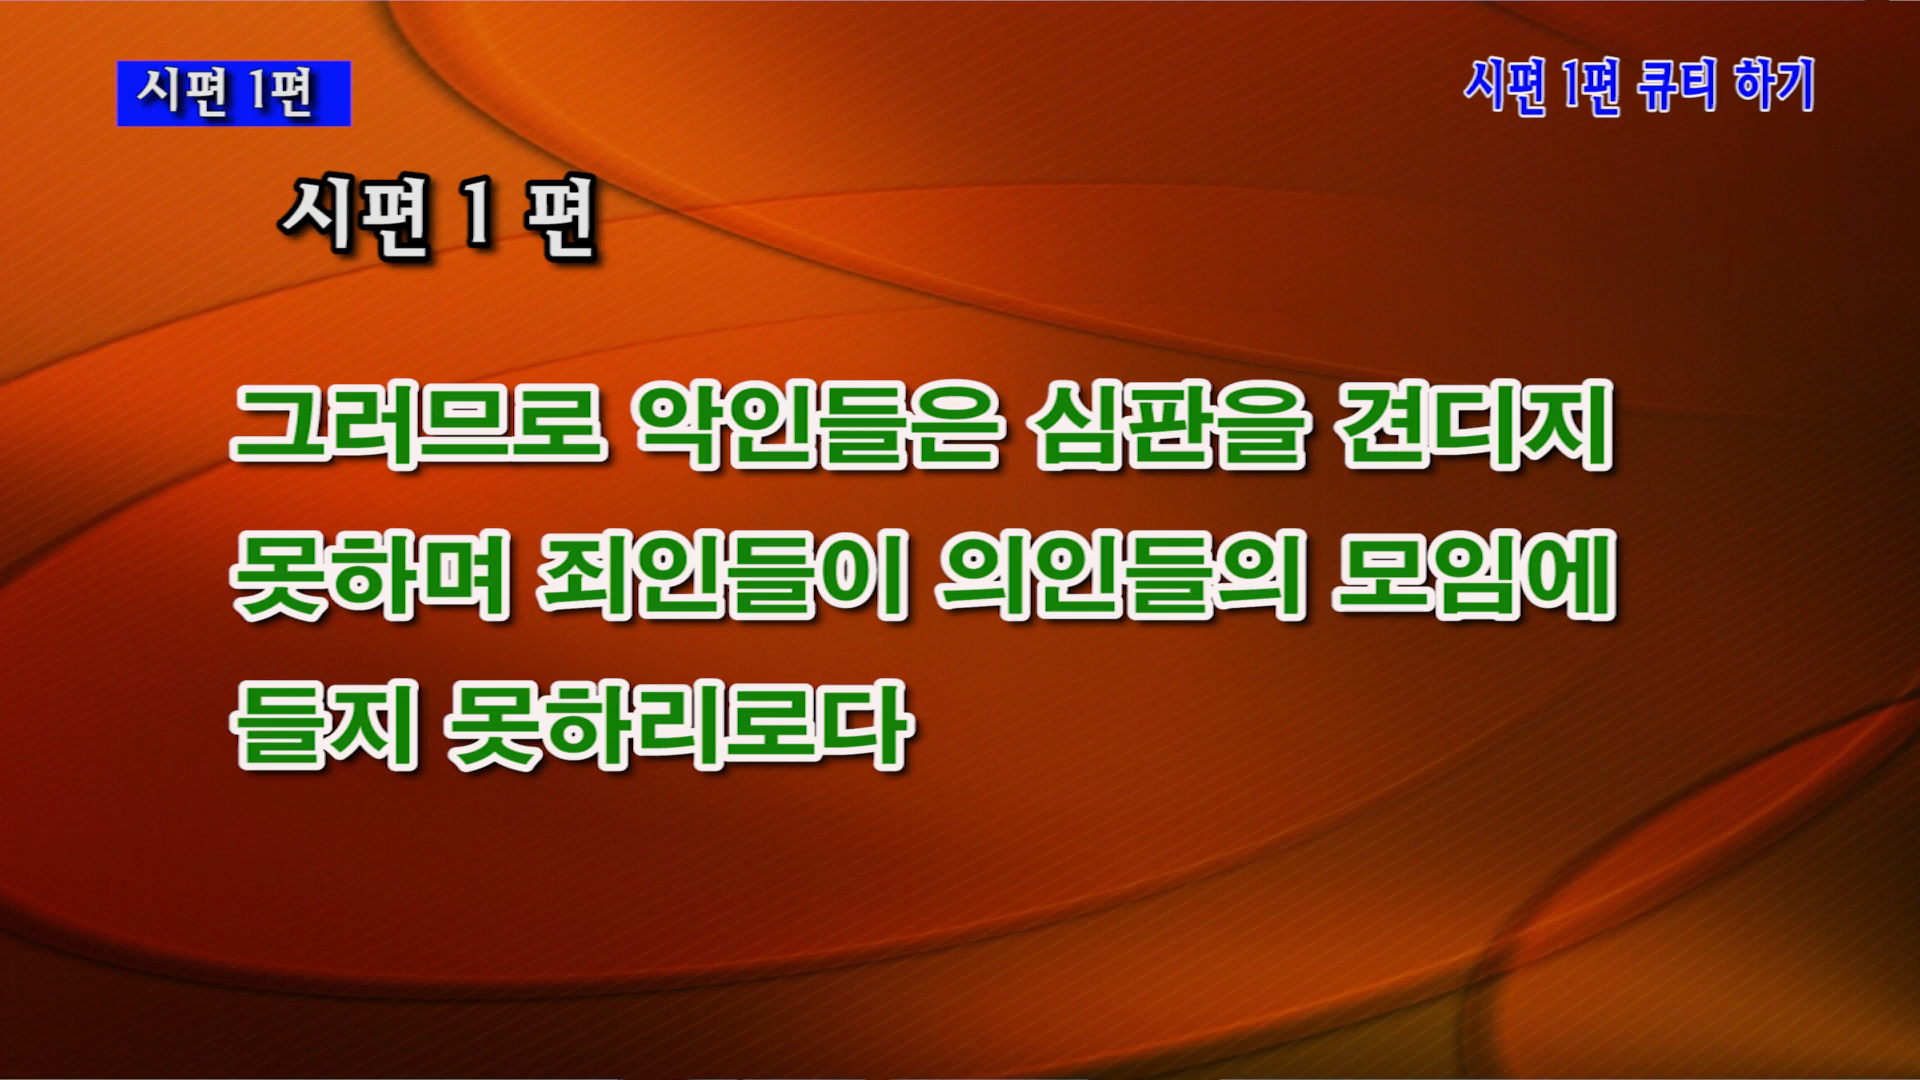 시편 1편
시편 1편 큐티 하기
시편 1 편
그러므로 악인들은 심판을 견디지
못하며 죄인들이 의인들의 모임에
들지 못하리로다